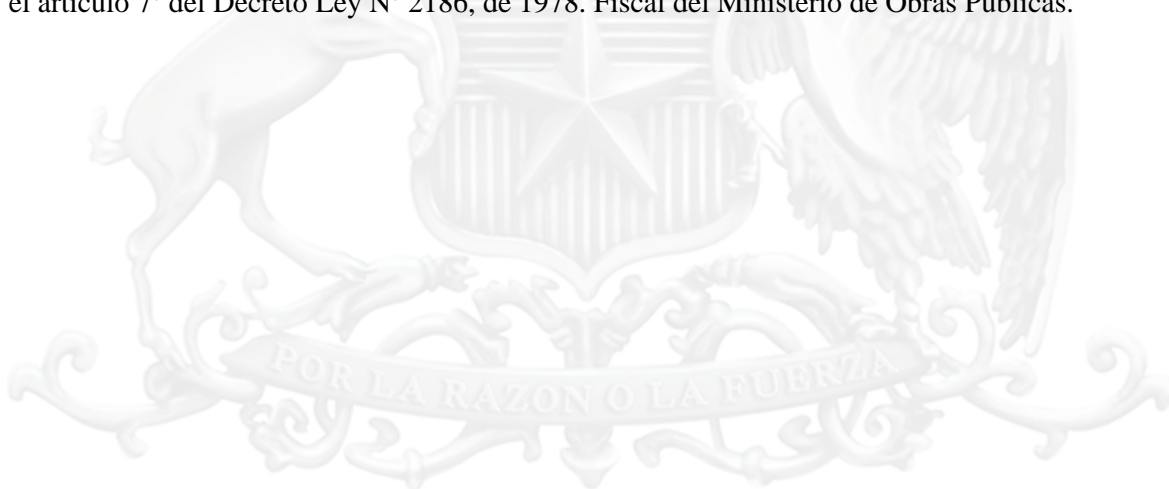 el artículo 7° del Decreto Ley N° 2186, de 1978. Fiscal del Ministerio de Obras Públicas.
POR LA RAZON O LA FUERZA